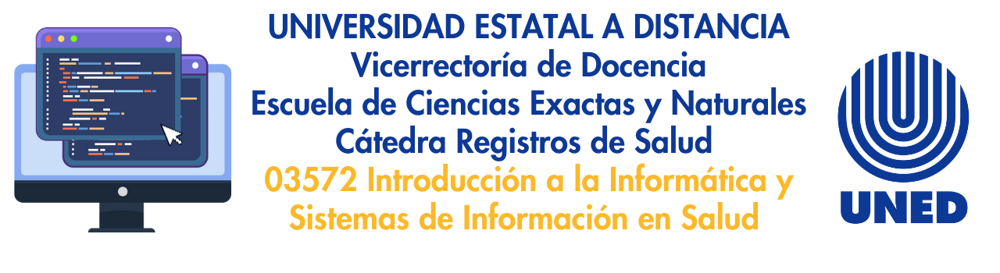 UNIVERSIDAD ESTATAL A DISTANCIA
Vicerrectoría de Docencia
Escuela de Ciencias Exactas y Naturales
Cátedra Registros de Salud
03572 Introducción a la Informática y
Sistemas de Información en Salud
UNED